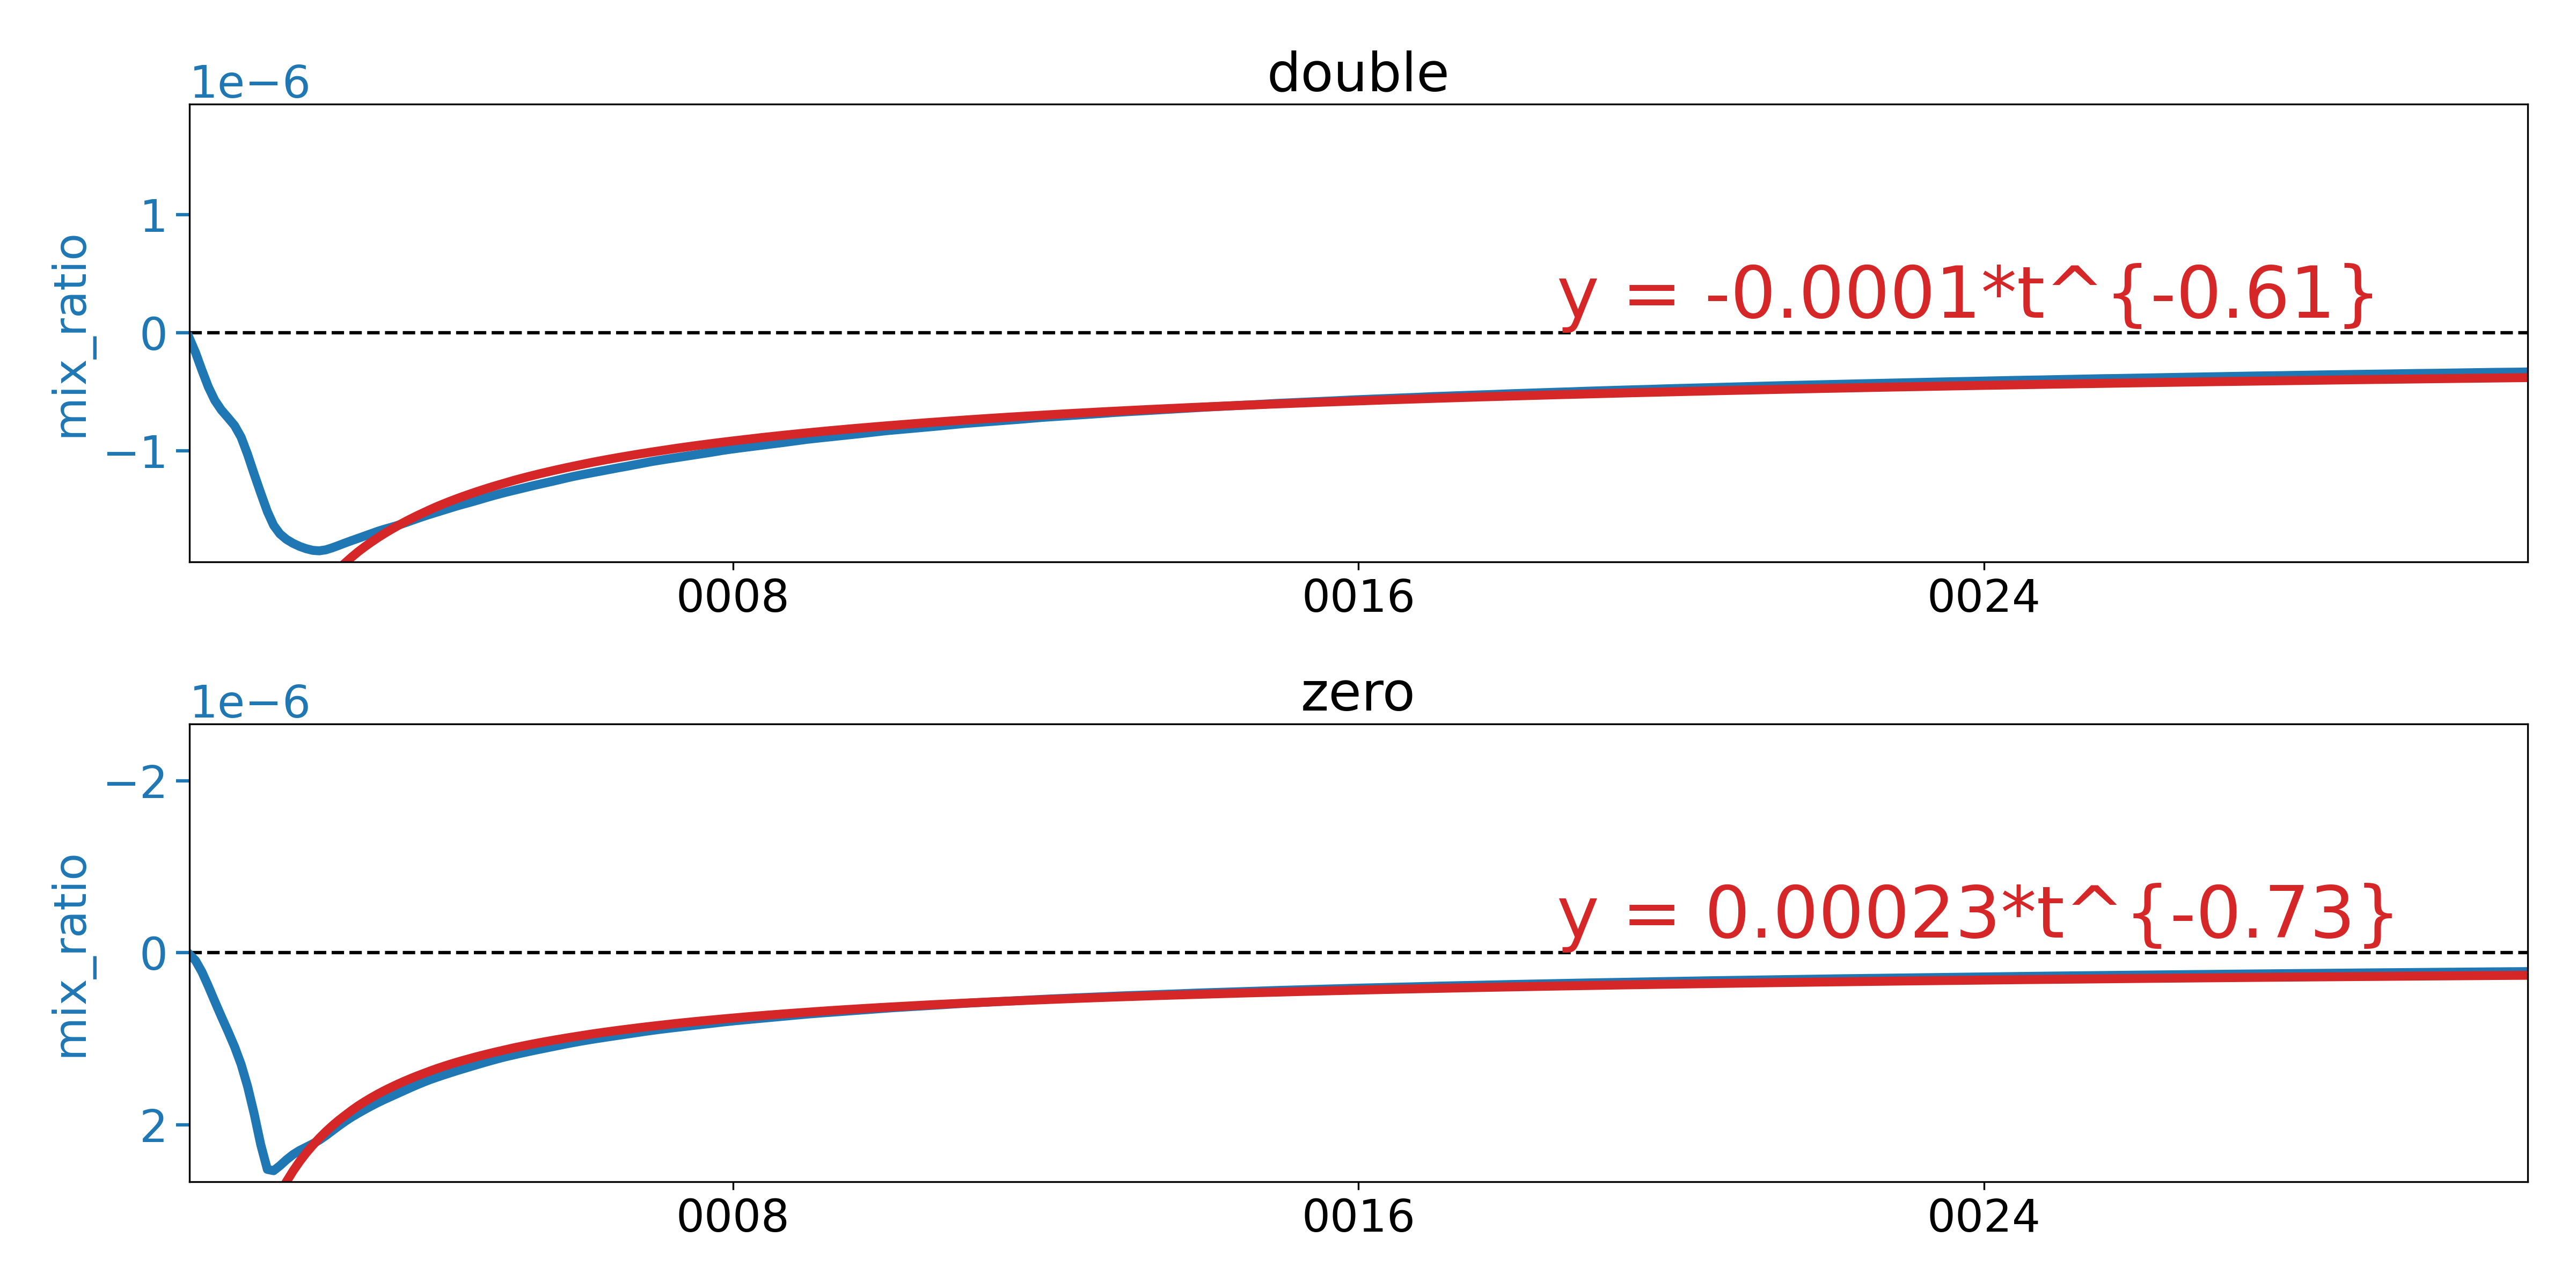 double
1e−6
mix_ratio
1
0
−1
y = -0.0001*t^{-0.61}
0008 0016 0024
zero
1e−6
mix_ratio
−2
0
2
y = 0.00023*t^{-0.73}
0008 0016 0024